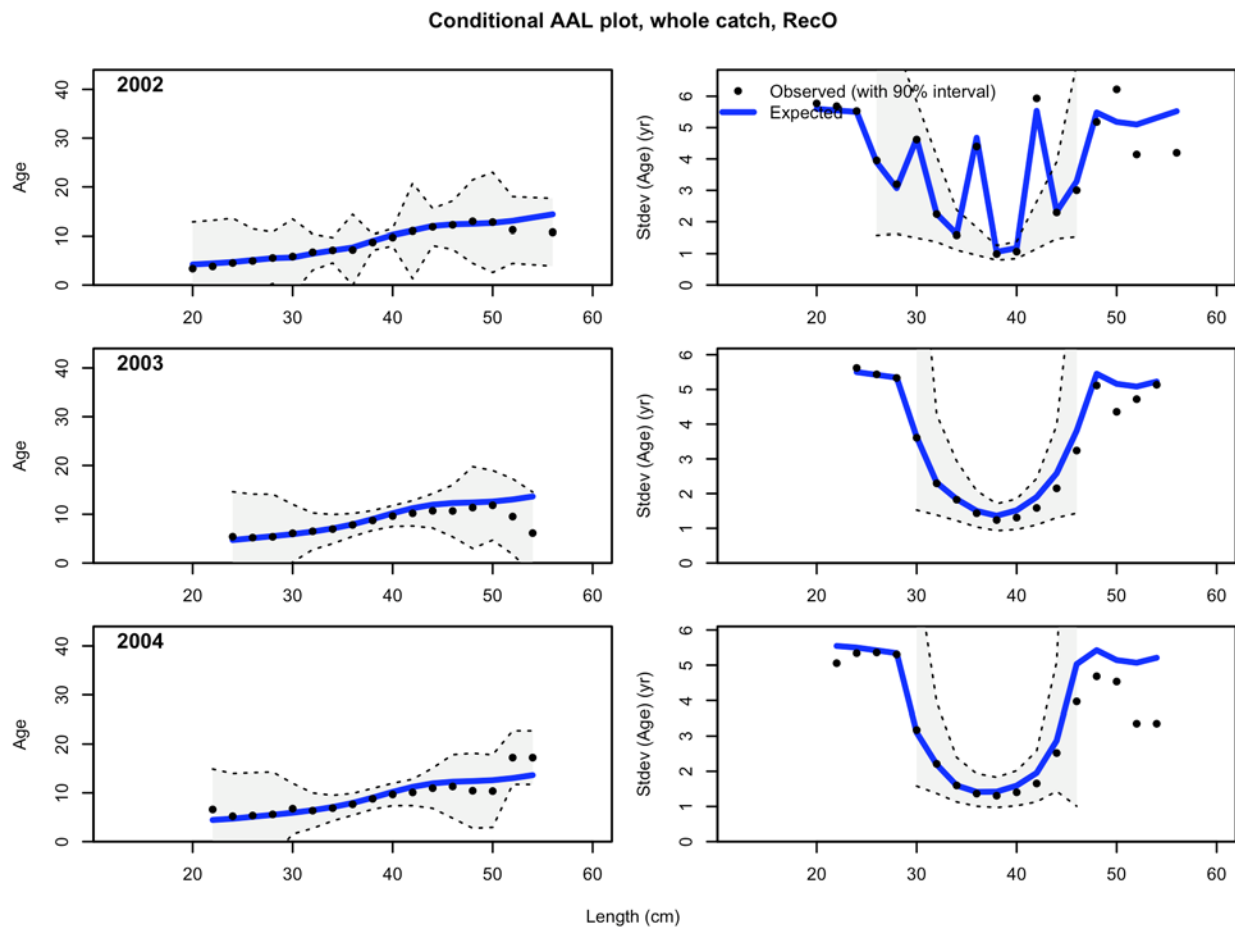 Conditional AAL plot, whole catch, RecO
2002
Age
0 10 20 30 40
20 30 40 50 60
Observed (with 90% interval)
Expected
Stdev (Age) (yr)
0 1 2 3 4 5 6
20 30 40 50 60
2003
Age
0 10 20 30 40
20 30 40 50 60
Stdev (Age) (yr)
0 1 2 3 4 5 6
20 30 40 50 60
2004
Age
0 10 20 30 40
20 30 40 50 60
Stdev (Age) (yr)
0 1 2 3 4 5 6
20 30 40 50 60
Length (cm)